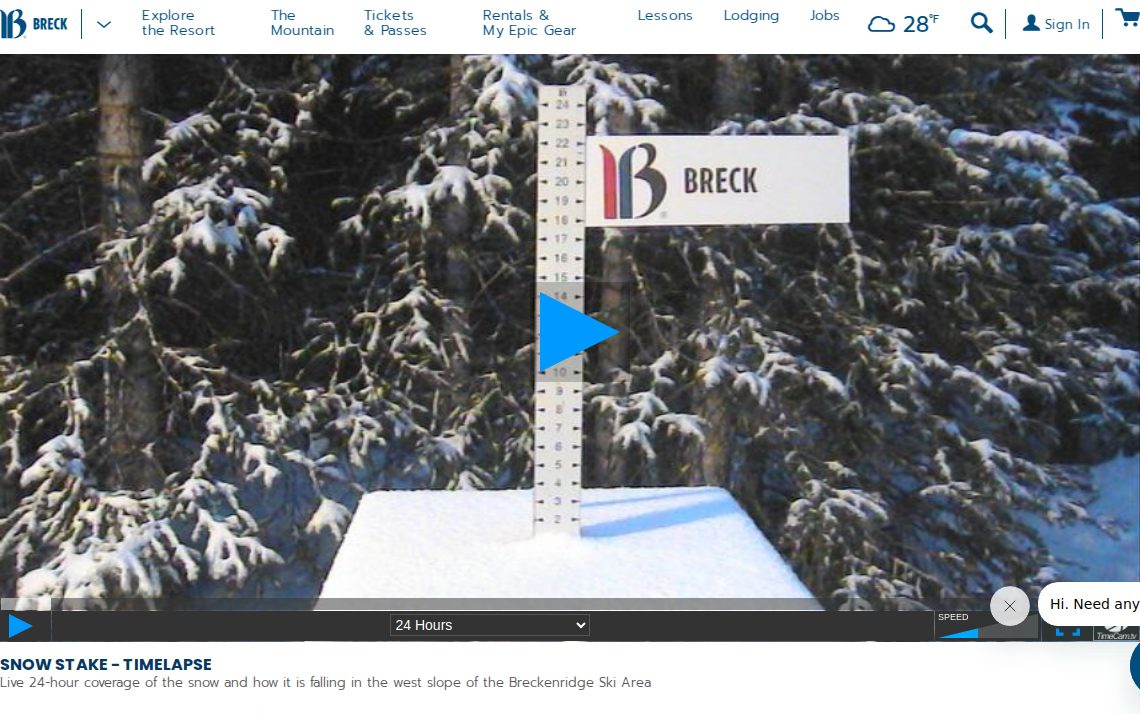 BRECK
Explore
the Resort
The
Mountain
Tickets
& Passes
Rentals &
My Epic Gear
Lessons
Lodging
Jobs
28°F
Sign In
24
23
22
21
20
19
18
17
16
15
14
10
9
8
7
6
5
4
3
2
BRECK
Hi. Need any
24 Hours
SPEED
TimeCam.tv
SNOW STAKE - TIMELAPSE
Live 24-hour coverage of the snow and how it is falling in the west slope of the Breckenridge Ski Area